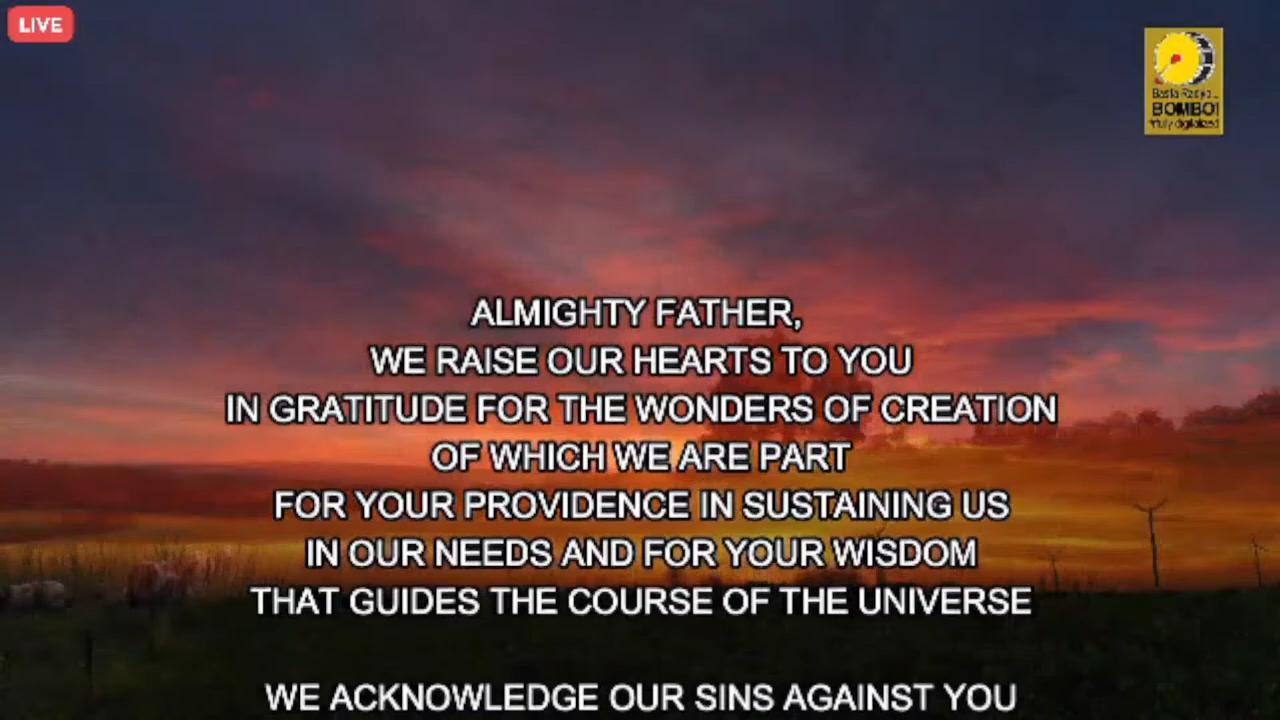 LIVE
Basta Radyo...
BOMBO!
ALMIGHTY FATHER,
WE RAISE OUR HEARTS TO YOU
IN GRATITUDE FOR THE WONDERS OF CREATION
OF WHICH WE ARE PART
FOR YOUR PROVIDENCE IN SUSTAINING US
IN OUR NEEDS AND FOR YOUR WISDOM
THAT GUIDES THE COURSE OF THE UNIVERSE
WE ACKNOWLEDGE OUR SINS AGAINST YOU